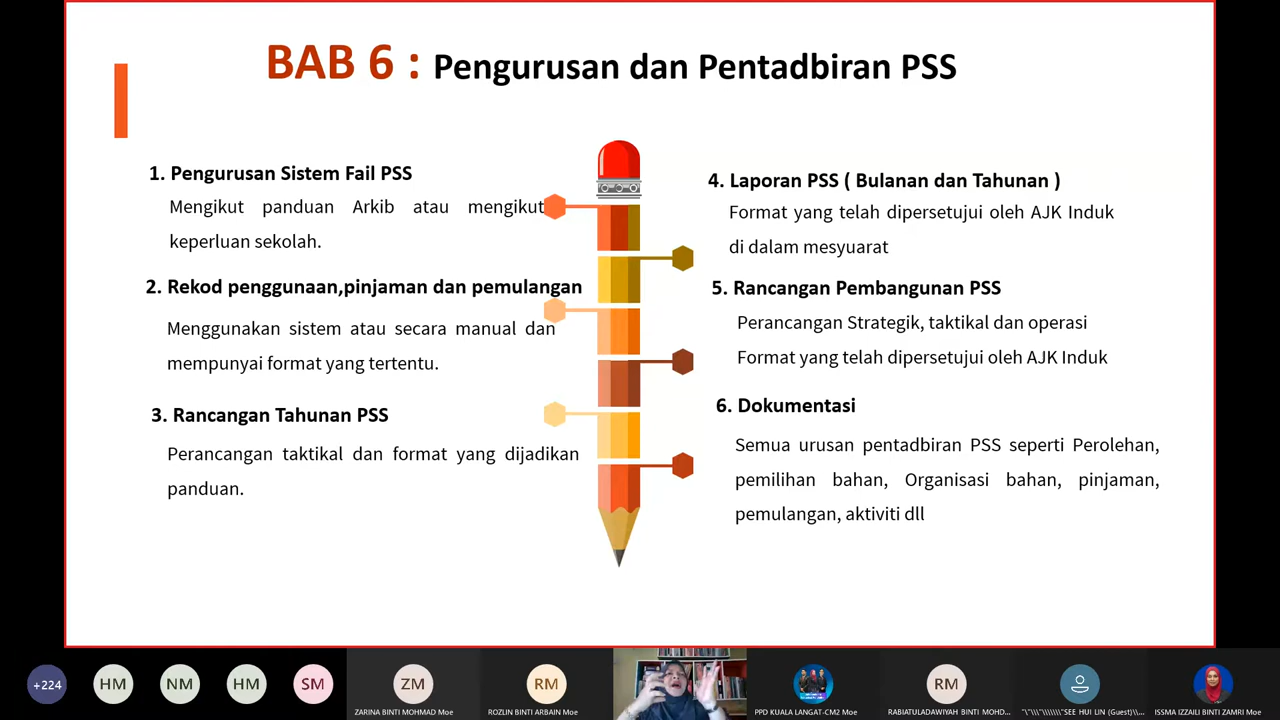 BAB 6 : Pengurusan dan Pentadbiran PSS
1. Pengurusan Sistem Fail PSS
Mengikut panduan Arkib atau mengikut
keperluan sekolah.
2. Rekod penggunaan,pinjaman dan pemulangan
Menggunakan sistem atau secara manual dan
mempunyai format yang tertentu.
3. Rancangan Tahunan PSS
Perancangan taktikal dan format yang dijadikan
panduan.
4. Laporan PSS ( Bulanan dan Tahunan )
Format yang telah dipersetujui oleh AJK Induk
di dalam mesyuarat
5. Rancangan Pembangunan PSS
Perancangan Strategik, taktikal dan operasi
Format yang telah dipersetujui oleh AJK Induk
6. Dokumentasi
Semua urusan pentadbiran PSS seperti Perolehan,
pemilihan bahan, Organisasi bahan, pinjaman,
pemulangan, aktiviti dll
+224
HM
NM
HM
SM
ZM
ZARINA BINTI MOHMAD Moe
RM
ROZLIN BINTI ARBAIN Moe
PPD KUALA LANGAT-CM2 Moe
RM
RABIATULADAWIYAH BINTI MOHD...
"\"\\\"\\\\\\\"SEE HUI LIN (Guest)\\...
ISSMA IZZAILI BINTI ZAMRI Moe